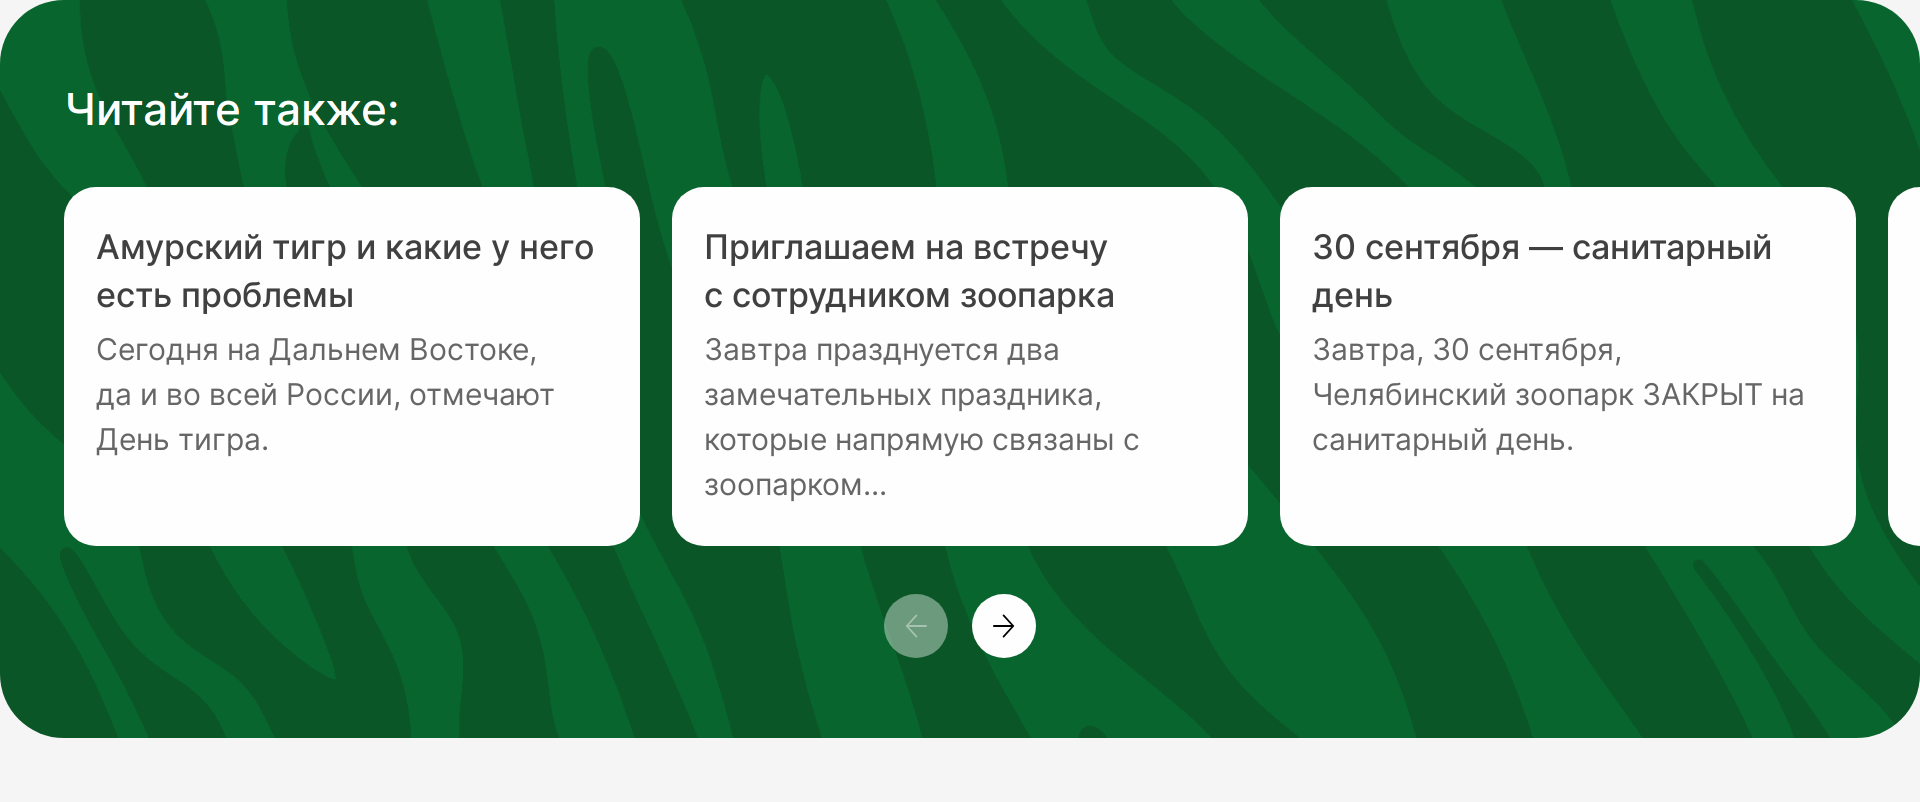 Читайте также:
Амурский тигр и какие у него
есть проблемы
Сегодня на Дальнем Востоке,
да и во всей России, отмечают
День тигра.
Приглашаем на встречу
с сотрудником зоопарка
Завтра празднуется два
замечательных праздника,
которые напрямую связаны с
зоопарком...
30 сентября — санитарный
день
Завтра, 30 сентября,
Челябинский зоопарк ЗАКРЫТ на
санитарный день.